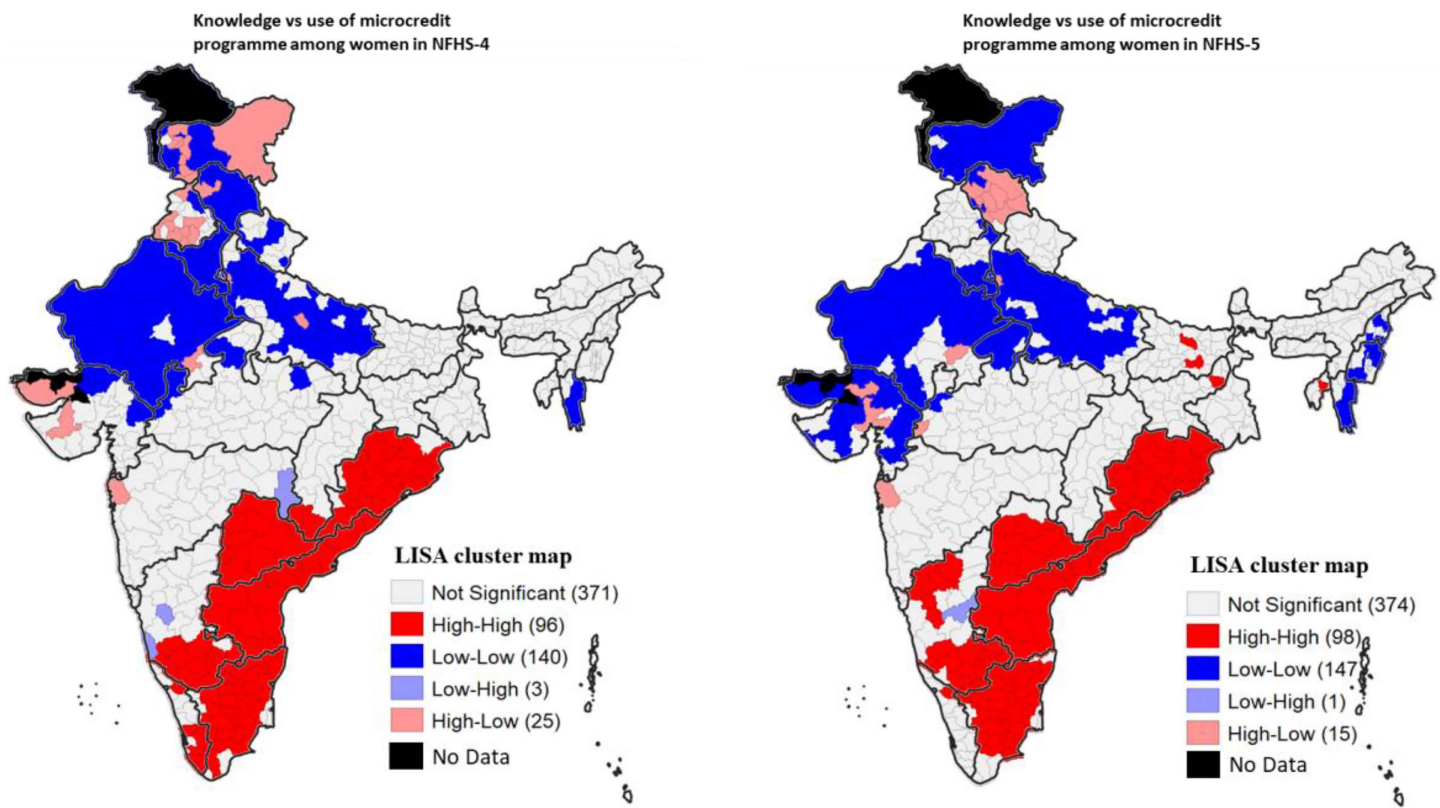 Knowledge vs use of microcredit
programme among women in NFHS-4
LISA cluster map
Not Significant (371)
High-High (96)
Low-Low (140)
Low-High (3)
High-Low (25)
No Data
Knowledge vs use of microcredit
programme among women in NFHS-5
LISA cluster map
Not Significant (374)
High-High (98)
Low-Low (147
Low-High (1)
High-Low (15)
No Data